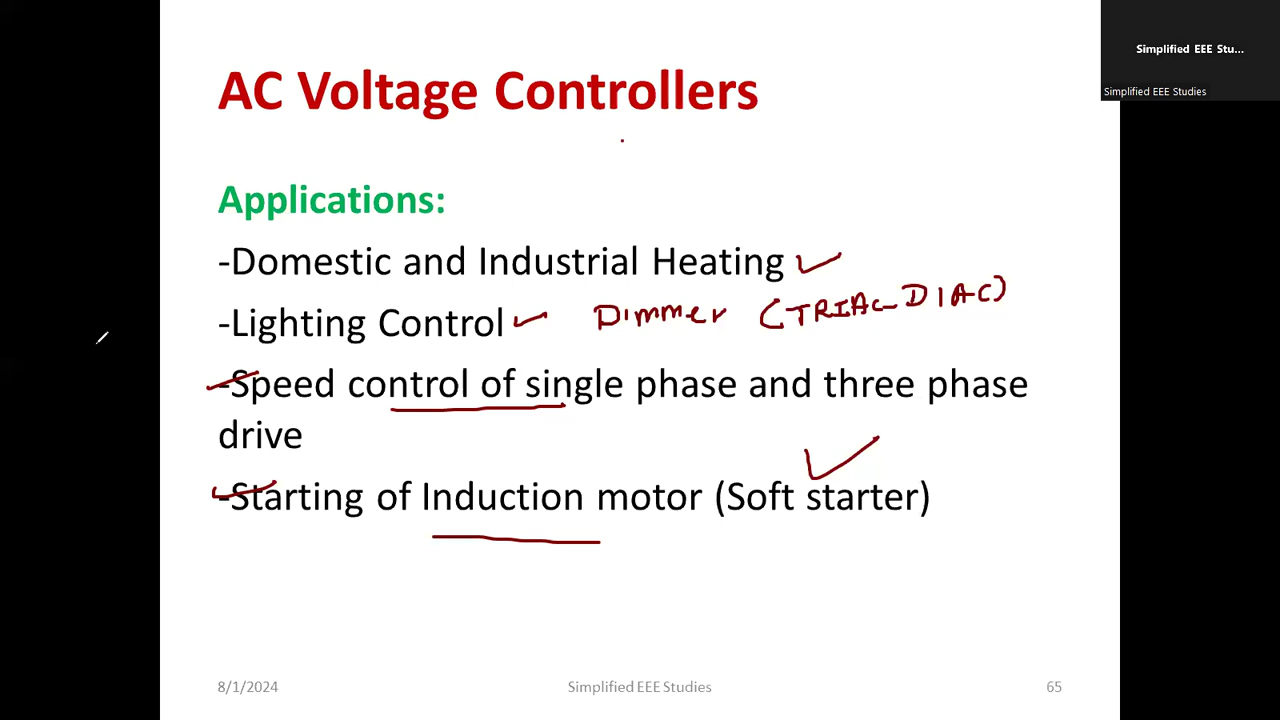 Simplified EEE Stu...
Simplified EEE Studies
AC Voltage Controllers
Applications:
-Domestic and Industrial Heating
-Lighting Control Dimmer (TRIAC-DIAC)
-Speed control of single phase and three phase
drive
-Starting of Induction motor (Soft starter)
8/1/2024 Simplified EEE Studies 65